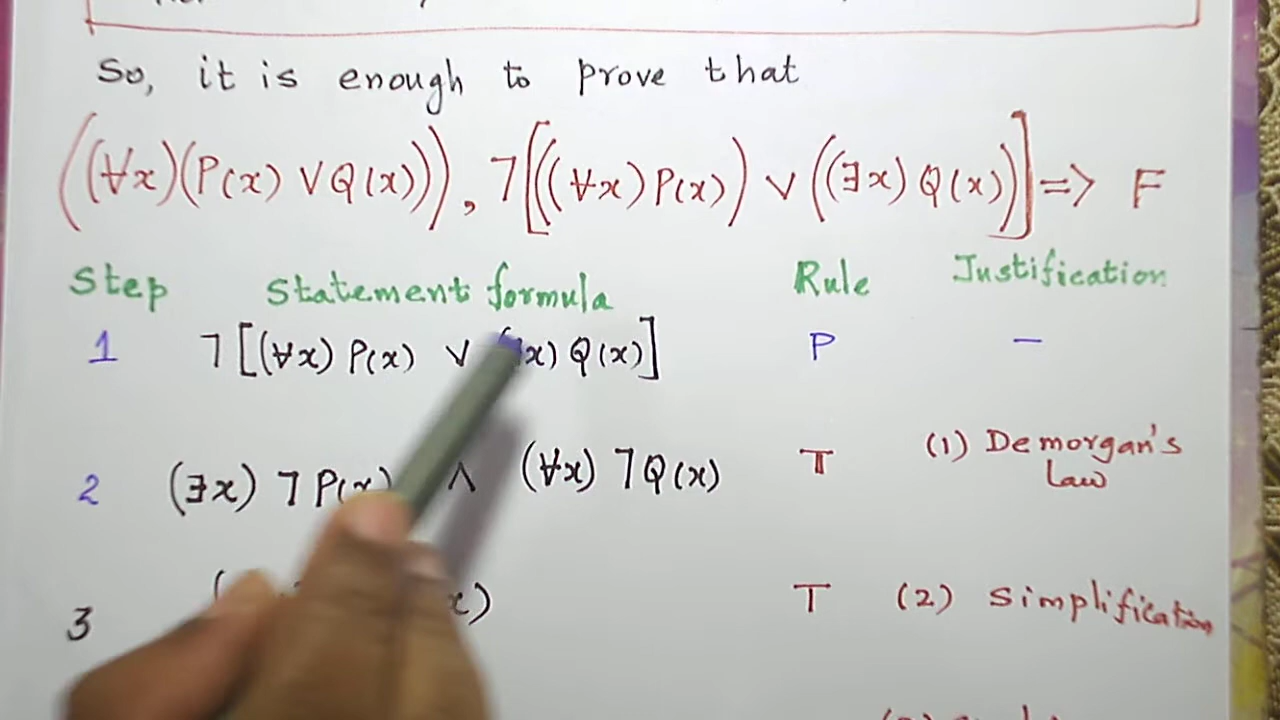 So, it is enough to prove that
((∀x)(P(x) ∨ Q(x))), ¬[((∀x) P(x)) ∨ ((∃x) Q(x))] => F
Step Statement formula Rule Justification
1 ¬[(∀x) P(x) ∨ x) Q(x)] P –
2 (∃x) ¬P(x) ∧ (∀x) ¬Q(x) T (1) Demorgan's
Law
3 x) T (2) Simplification